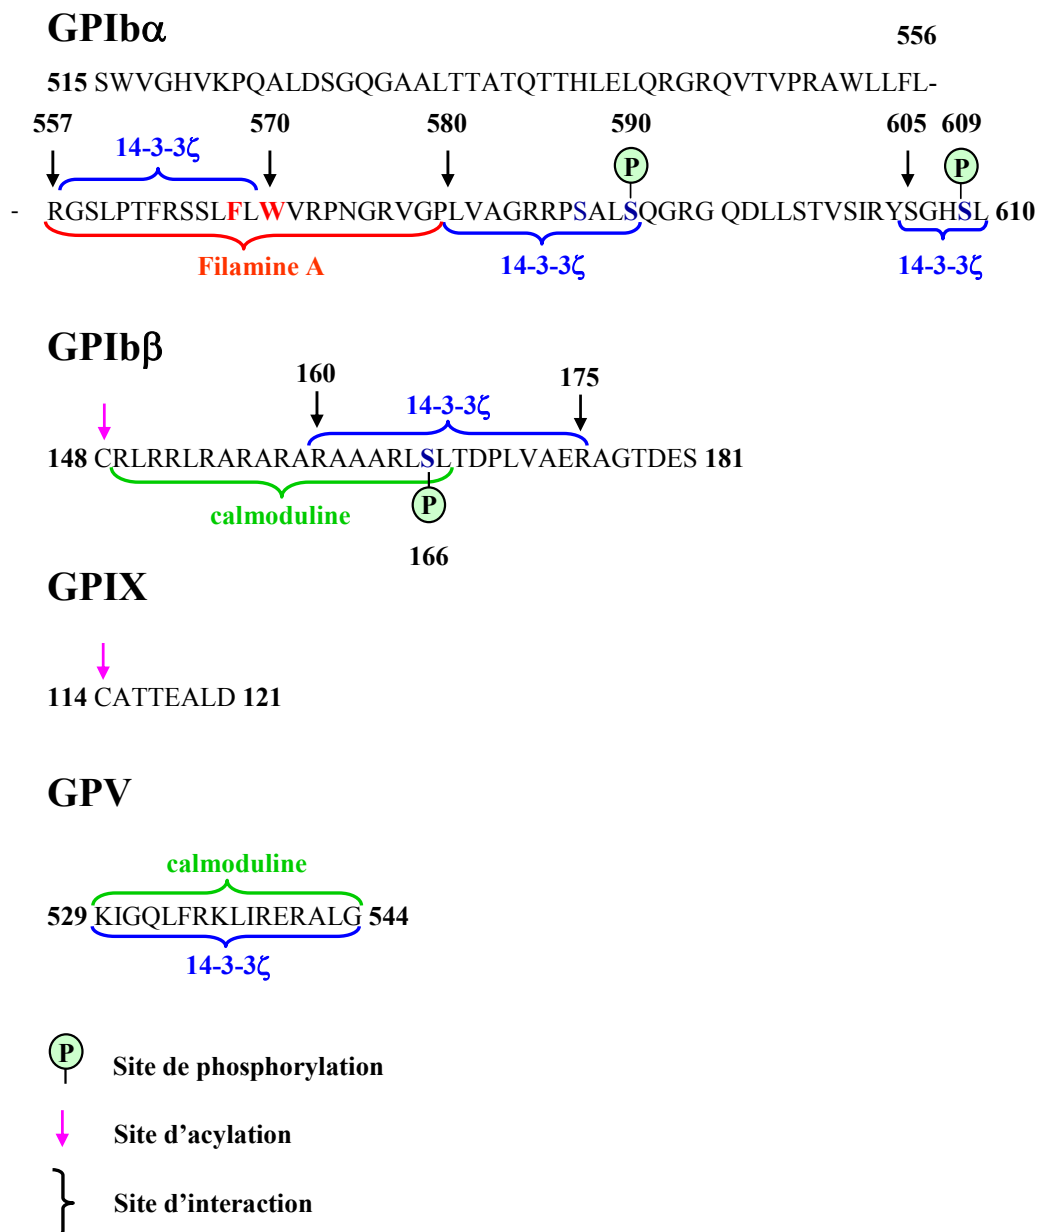 GPIbα
556
515 SWVGHVKPQALDSGQGAALTTATQTTHLELQRGRQVTVPRAWLLFL-
557 570 580 590 605 609
14-3-3ζ P P
- RGSLPTFRSSLFLWVRPNGRVGPLVAGRRPSALSQGRG QDLLSTVSIRYSGHSL 610
Filamine A 14-3-3ζ 14-3-3ζ
GPIbβ
160 175
14-3-3ζ
148 CRLRRLRARARARAAARLSLTDPLVAERAGTDES 181
calmoduline P
166
GPIX
114 CATTEALD 121
GPV
calmoduline
529 KIGQLFRKLIRERALG 544
14-3-3ζ
P Site de phosphorylation
Site d'acylation
Site d'interaction